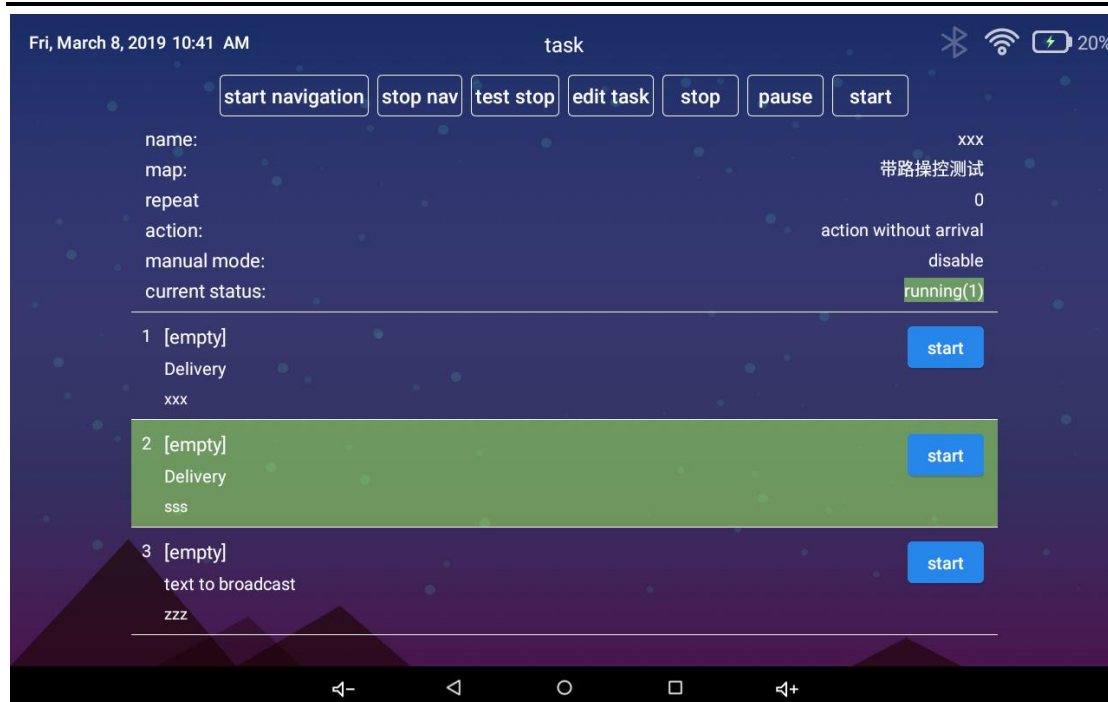 Fri, March 8, 2019 10:41 AM task 20%
start navigation stop nav test stop edit task stop pause start
name: xxx
map: 带路操控测试
repeat 0
action: action without arrival
manual mode: disable
current status: running(1)
1 [empty] start
Delivery
xxx
2 [empty] start
Delivery
sss
3 [empty] start
text to broadcast
zzz